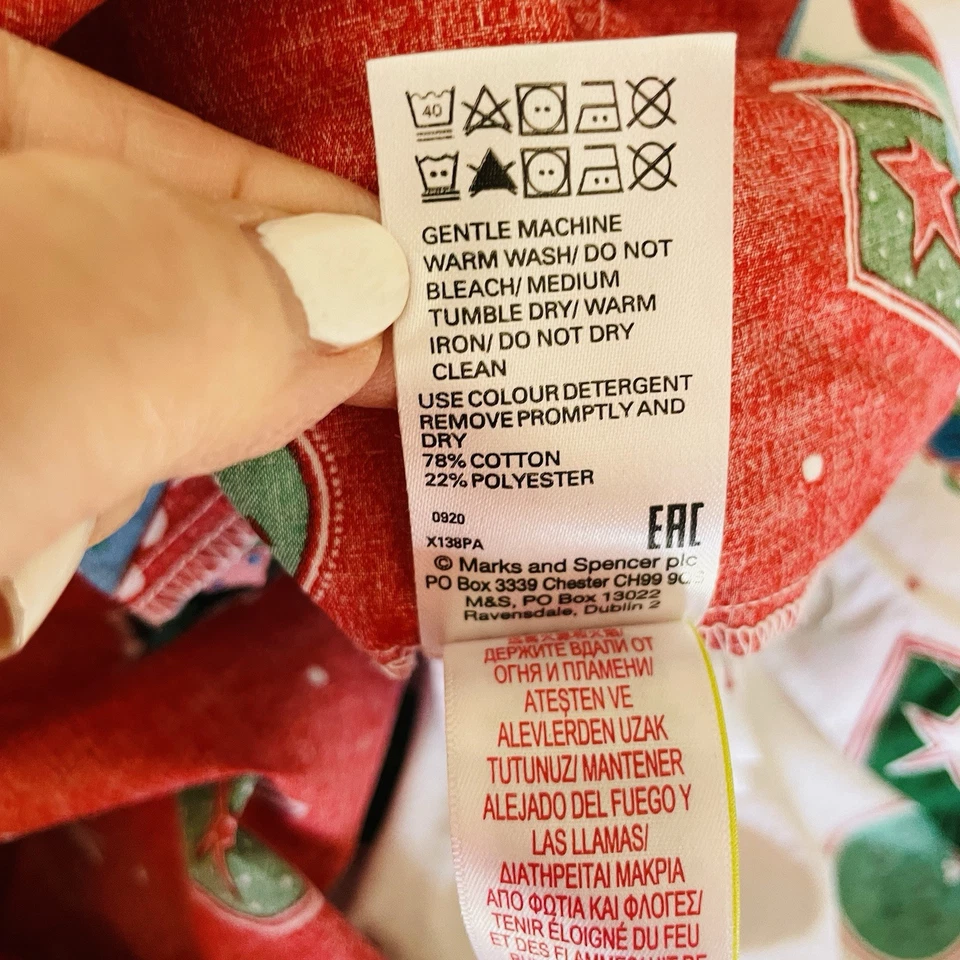 40
GENTLE MACHINE
WARM WASH/ DO NOT
BLEACH/ MEDIUM
TUMBLE DRY/ WARM
IRON/ DO NOT DRY
CLEAN
USE COLOUR DETERGENT
REMOVE PROMPTLY AND
DRY
78% COTTON
22% POLYESTER
0920
X138PA
EAC
© Marks and Spencer plc
PO Box 3339 Chester CH99
M&S, PO Box 13022
Ravensdale, Dublin 2
ДЕРЖИТЕ ВДАЛИ ОТ
ОГНЯ И ПЛАМЕНИ/
ATEŞTEN VE
ALEVLERDEN UZAK
TUTUNUZ/ MANTENER
ALEJADO DEL FUEGO Y
LAS LLAMAS/
ΔΙΑΤΗΡΕΙΤΑΙ ΜΑΚΡΙΑ
ΑΠΟ ΦΩΤΙΑ ΚΑΙ ΦΛΟΓΕΣ/
TENIR ÉLOIGNÉ DU FEU
ET DES